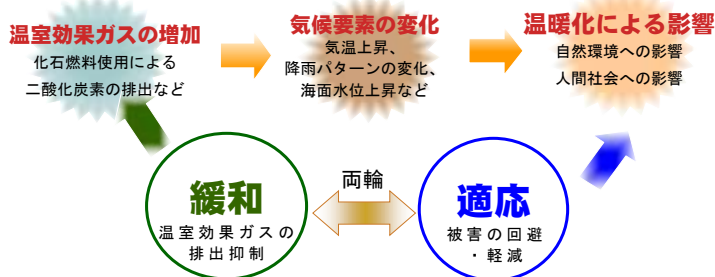 温室効果ガスの増加
化石燃料使用による
二酸化炭素の排出など
気候要素の変化
気温上昇、
降雨パターンの変化、
海面水位上昇など
温暖化による影響
自然環境への影響
人間社会への影響
緩和
温室効果ガスの
排出抑制
両輪
適応
被害の回避
・軽減